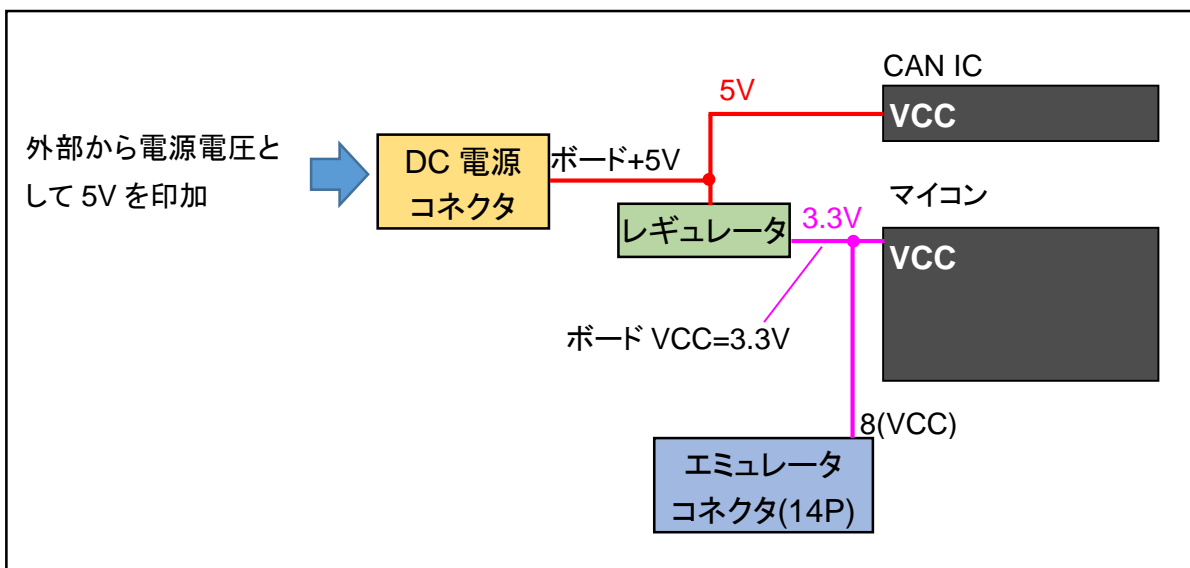 外部から電源電圧と
して 5V を印加
DC 電源
コネクタ
ボード+5V
5V
CAN IC
VCC
レギュレータ
3.3V
マイコン
VCC
ボード VCC=3.3V
8(VCC)
エミュレータ
コネクタ(14P)